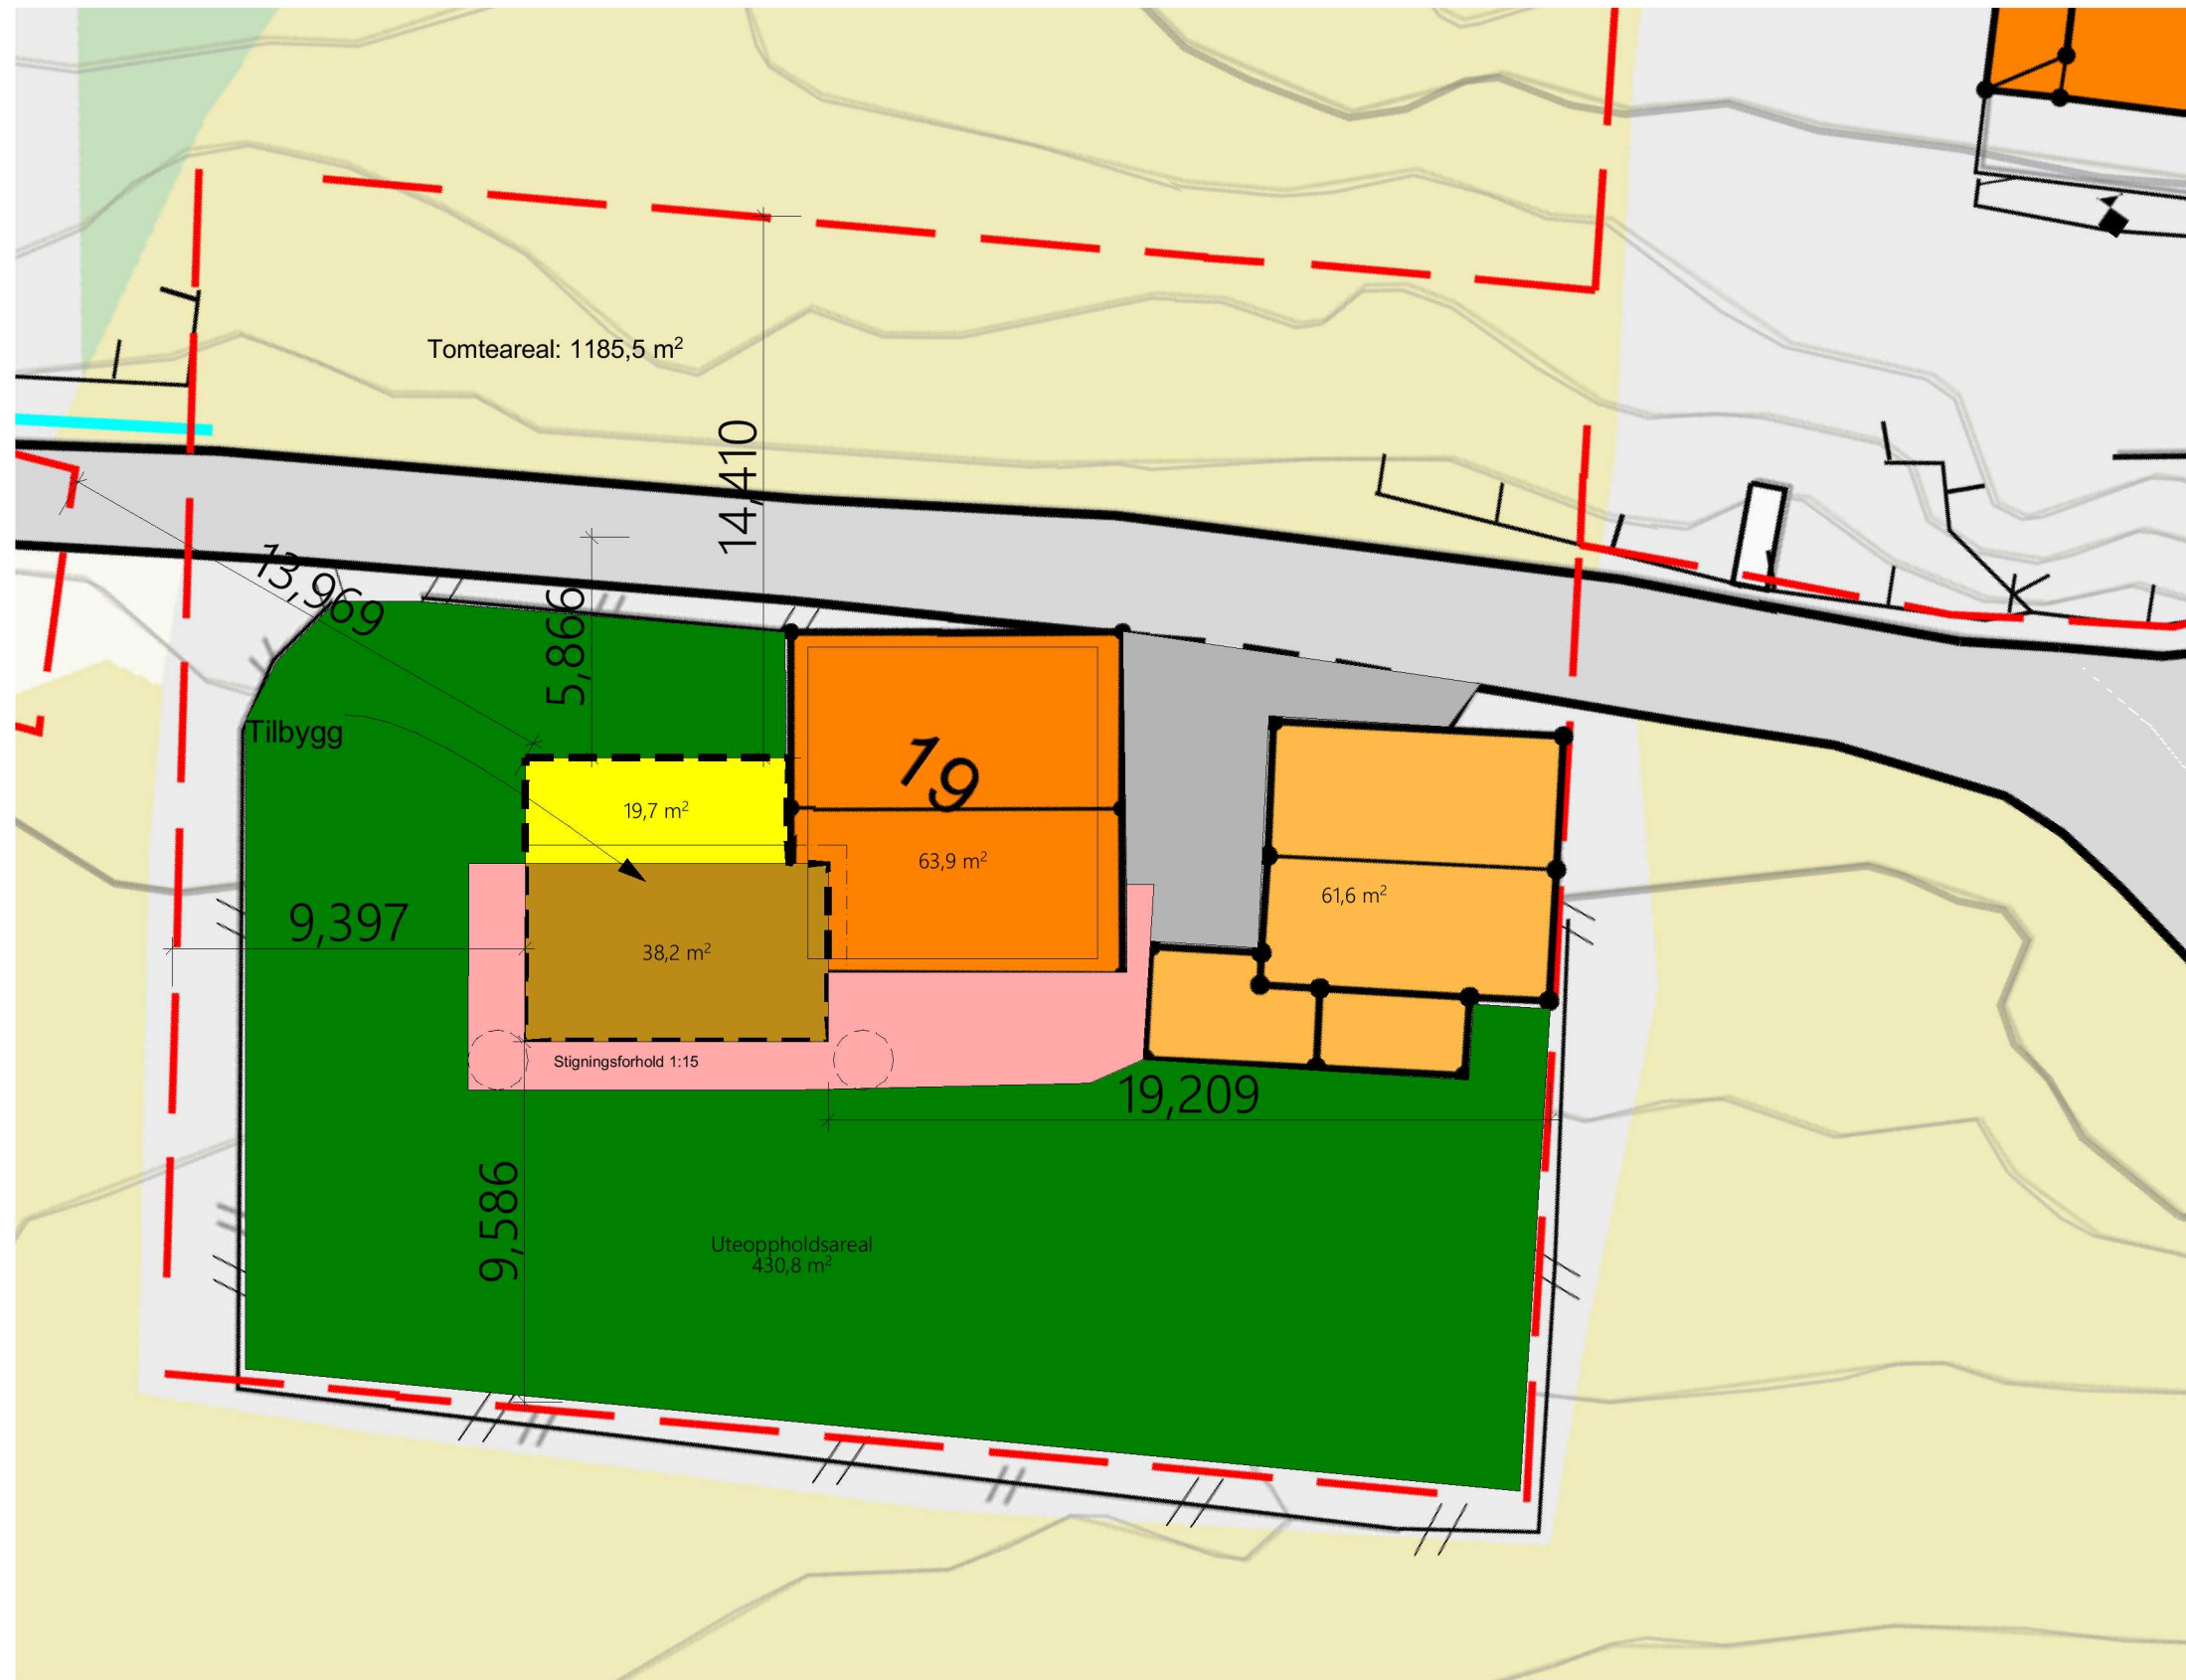 Tomteareal: 1185,5 m²
14,410
13,969
5,866
Tilbygg
19
19,7 m²
63,9 m²
61,6 m²
9,397
38,2 m²
Stigningsforhold 1:15
19,209
9,586
Uteoppholdsareal
430,8 m²